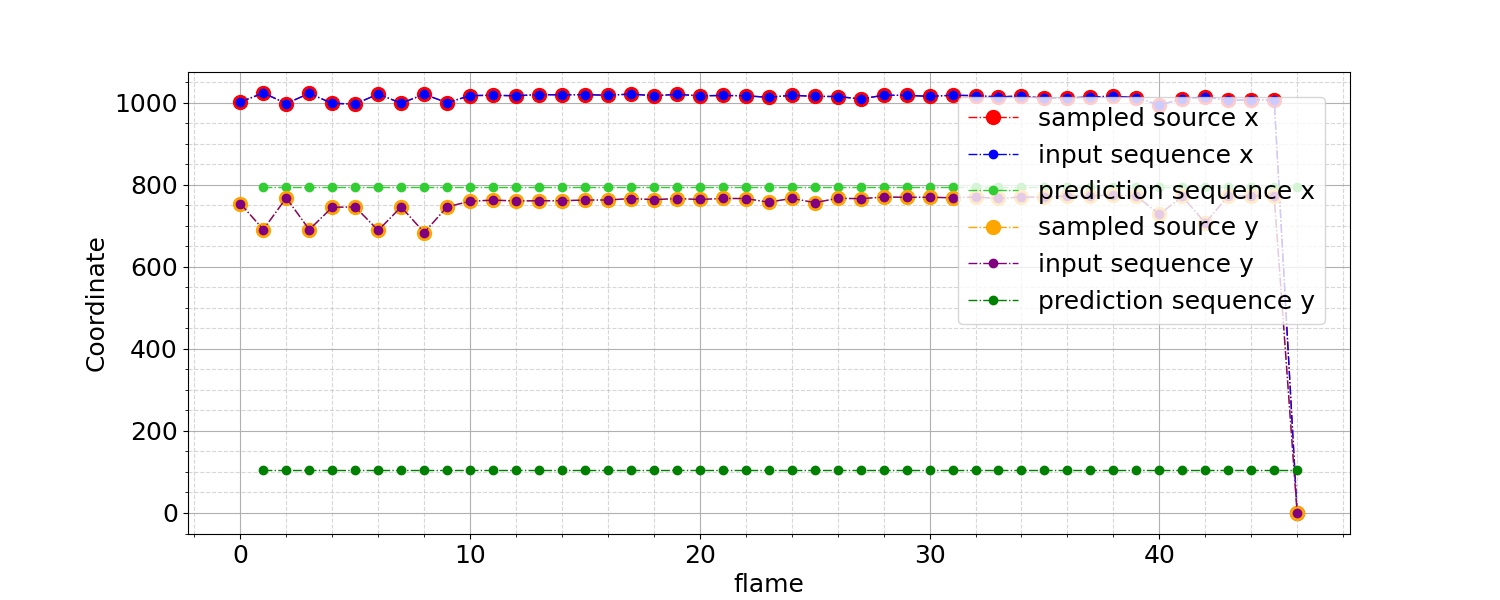 1000
800
600
400
200
0
Coordinate
0 10 20 30 40
flame
sampled source x
input sequence x
prediction sequence x
sampled source y
input sequence y
prediction sequence y